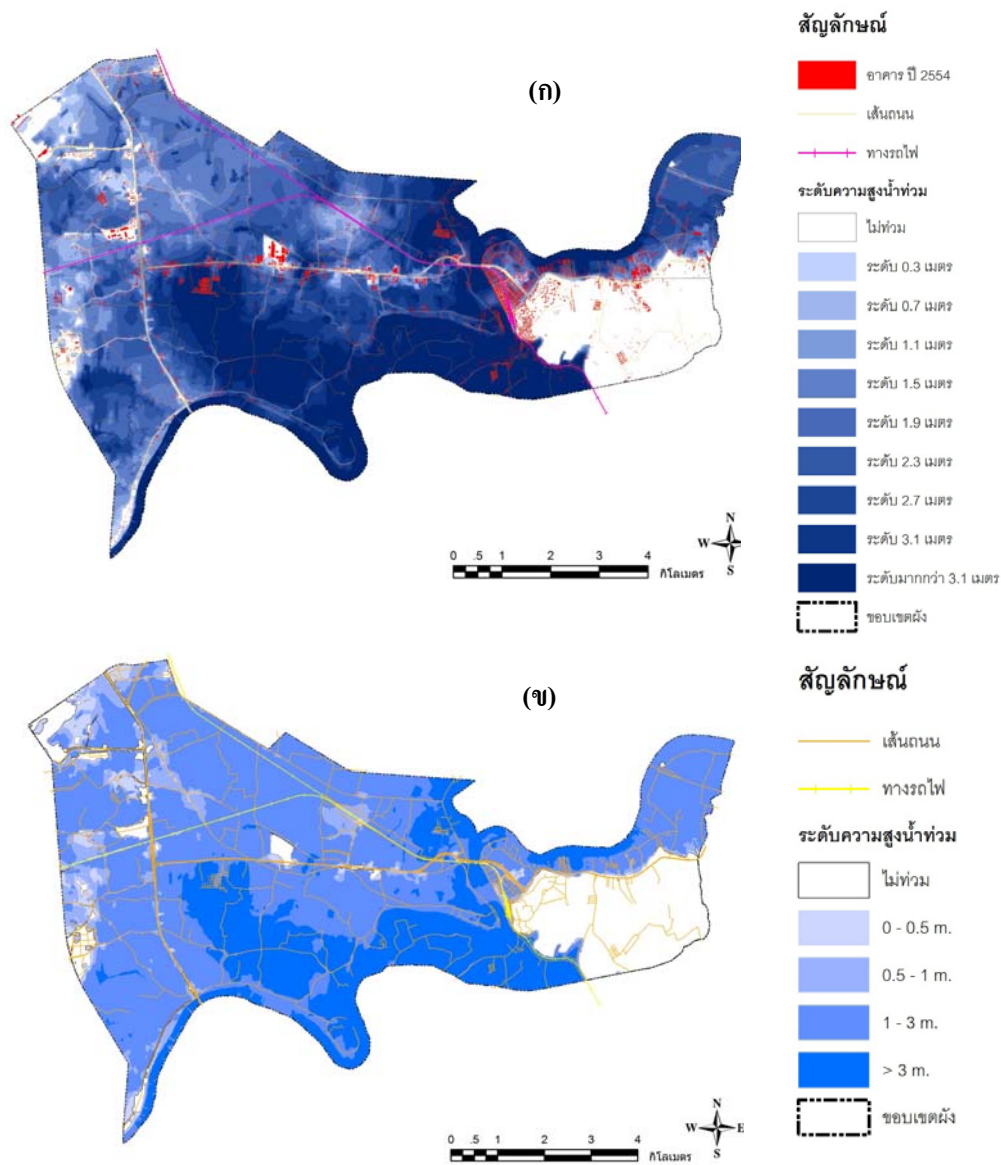 (ก)
N
W
S
0 .5 1 2 3 4
กิโลเมตร
สัญลักษณ์
อาคาร ปี 2554
เส้นถนน
ทางรถไฟ
ระดับความสูงน้ำท่วม
ไม่ท่วม
ระดับ 0.3 เมตร
ระดับ 0.7 เมตร
ระดับ 1.1 เมตร
ระดับ 1.5 เมตร
ระดับ 1.9 เมตร
ระดับ 2.3 เมตร
ระดับ 2.7 เมตร
ระดับ 3.1 เมตร
ระดับมากกว่า 3.1 เมตร
ขอบเขตผัง
(ข)
N
W E
S
0 .5 1 2 3 4
กิโลเมตร
สัญลักษณ์
เส้นถนน
ทางรถไฟ
ระดับความสูงน้ำท่วม
ไม่ท่วม
0 - 0.5 m.
0.5 - 1 m.
1 - 3 m.
> 3 m.
ขอบเขตผัง